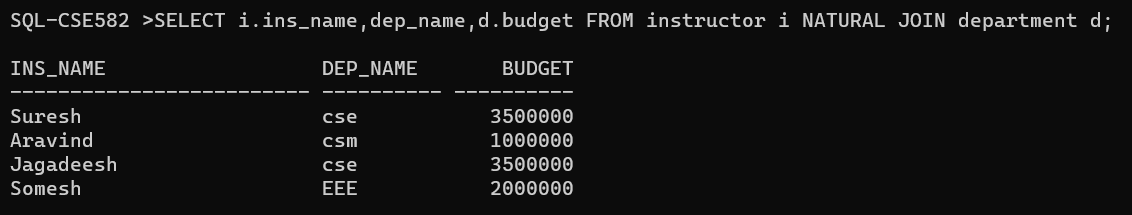 SQL-CSE582 >SELECT i.ins_name,dep_name,d.budget FROM instructor i NATURAL JOIN department d;
INS_NAME                  DEP_NAME       BUDGET
------------------------- ---------- ----------
Suresh                    cse           3500000
Aravind                   csm           1000000
Jagadeesh                 cse           3500000
Somesh                    EEE           2000000